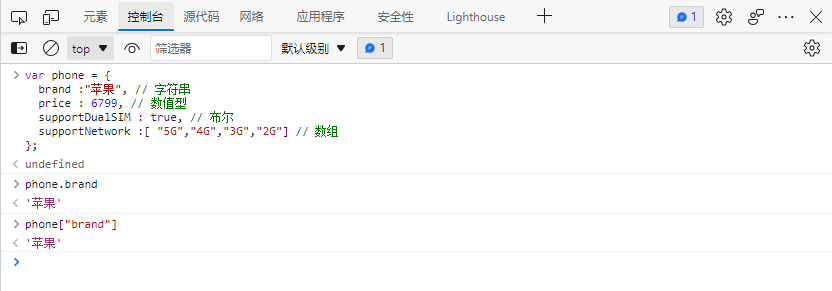 元素 控制台 源代码 网络 应用程序 安全性 Lighthouse 1
top 筛选器 默认级别 1
var phone = {
brand :"苹果", // 字符串
price : 6799, // 数值型
supportDualSIM : true, // 布尔
supportNetwork :[ "5G","4G","3G","2G"] // 数组
};
undefined
phone.brand
'苹果'
phone["brand"]
'苹果'